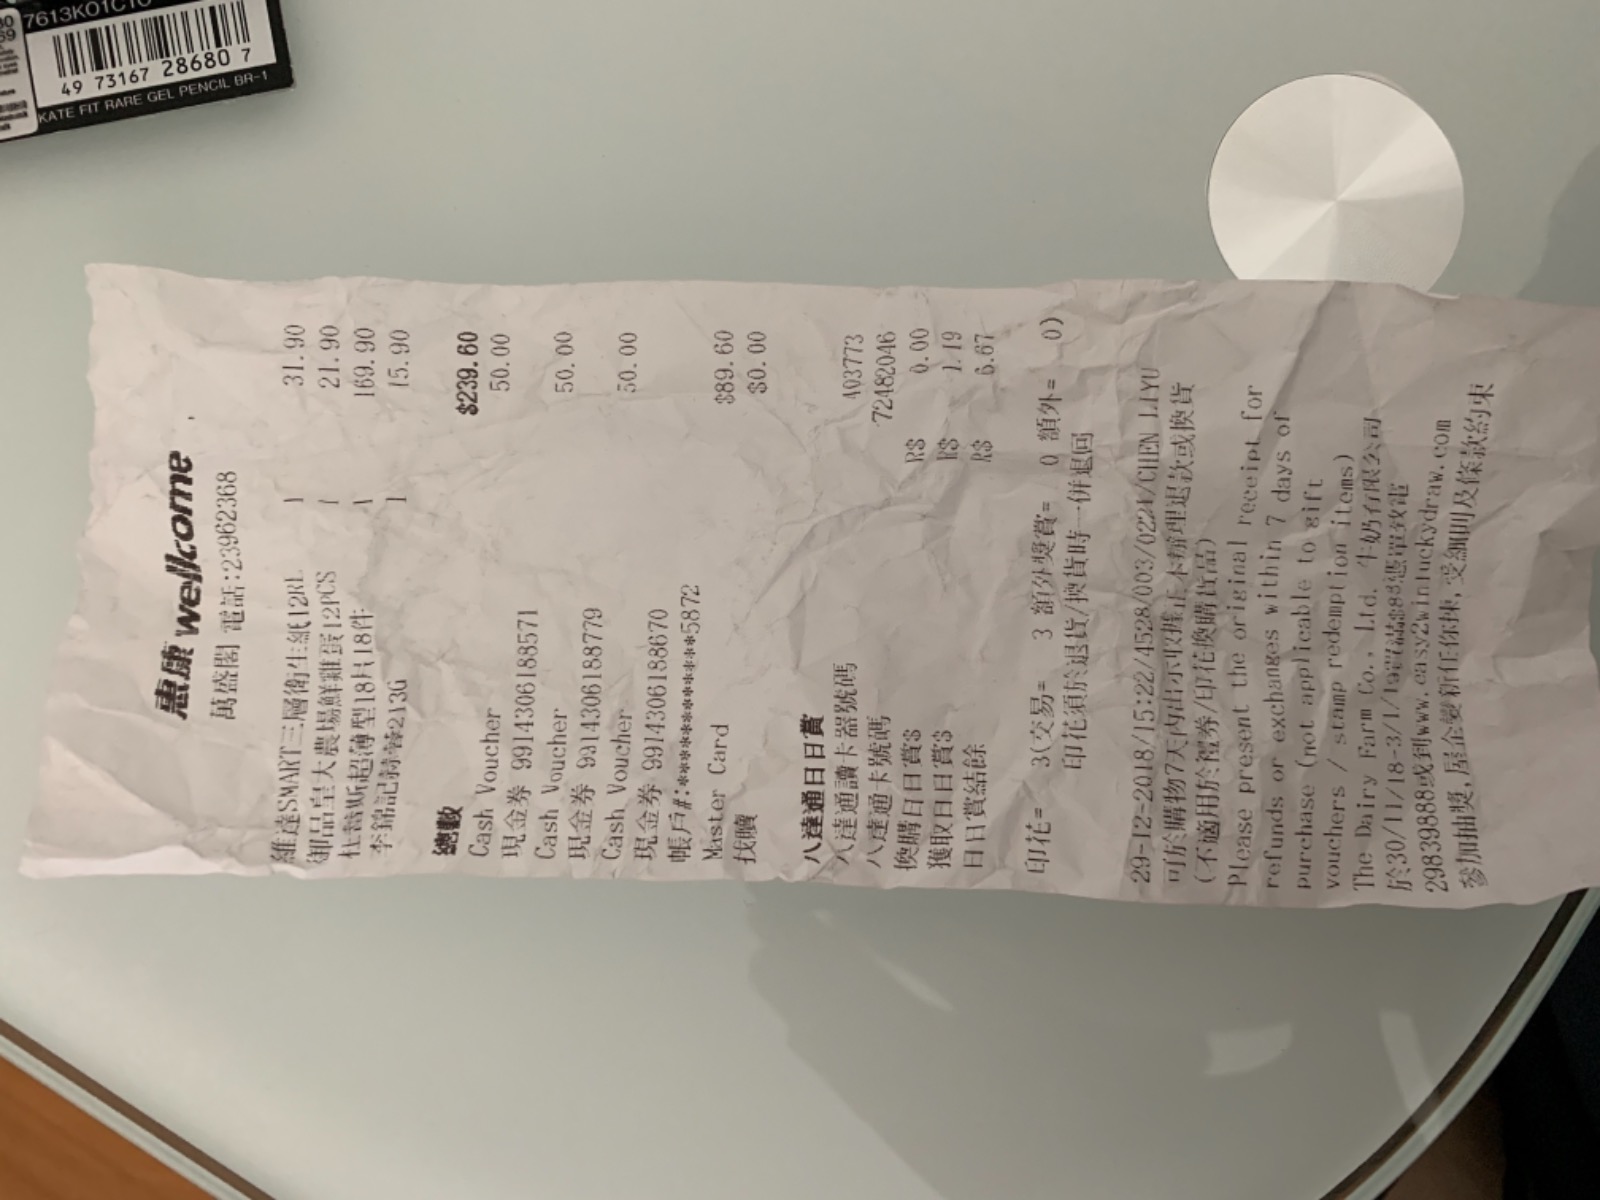 惠康 wellcome
萬盛閣 電話:23962368
維達SMART三層衛生紙12RL 1 31.90
御品皇大農場鮮雞蛋12PCS 1 21.90
杜蕾斯超薄型18片18件 1 169.90
李錦記蒜蓉213G 1 15.90
總數 $239.60
Cash Voucher 50.00
現金券 9914306188571
Cash Voucher 50.00
現金券 9914306188779
Cash Voucher 50.00
現金券 9914306188670
帳戶#:************5872
Master Card $89.60
找贖 $0.00
八達通日日賞
八達通讀卡器號碼 403773
八達通卡號碼 72482046
換購日日賞$ R$ 0.00
獲取日日賞$ R$ 1.19
日日賞結餘 R$ 6.67
印花= 3(交易= 3 額外獎賞= 0 額外= 0)
印花須於退貨/換貨時一併退回
29-12-2018/15:22/4528/003/0221/CHEN LIYU
可於購物7天內出示收據正本辦理退款或換貨
(不適用於禮券/印花換購貨品)
Please present the original receipt for
refunds or exchanges within 7 days of
purchase (not applicable to gift
vouchers / stamp redemption items)
The Dairy Farm Co., Ltd. 牛奶有限公司
於30/11/18-3/1/19買滿$88憑單致電
29839888或到www.easy2winluckydraw.com
參加抽獎,屋企變新任你揀,受細則及條款約束
7613K01C10
KATE FIT RARE GEL PENCIL BR-1
49 73167 28680 7